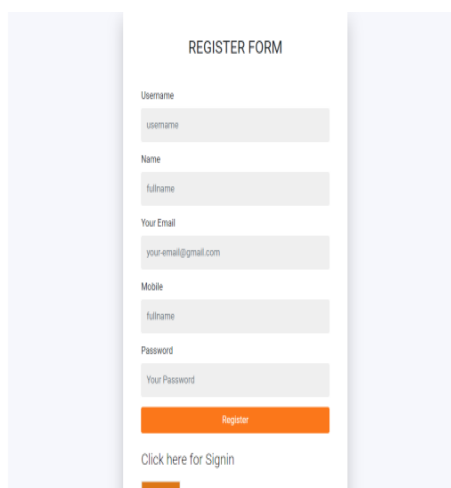 REGISTER FORM
Username
username
Name
fullname
Your Email
your-email@gmail.com
Mobile
fullname
Password
Your Password
Register
Click here for Signin